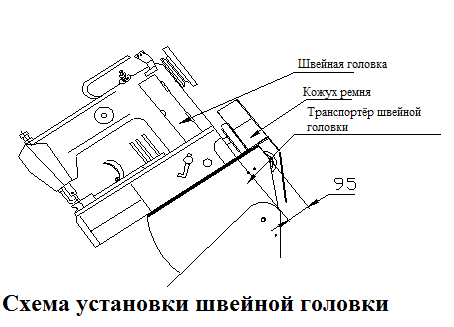 Швейная головка
Кожух ремня
Транспортёр швейной
головки
95
Схема установки швейной головки